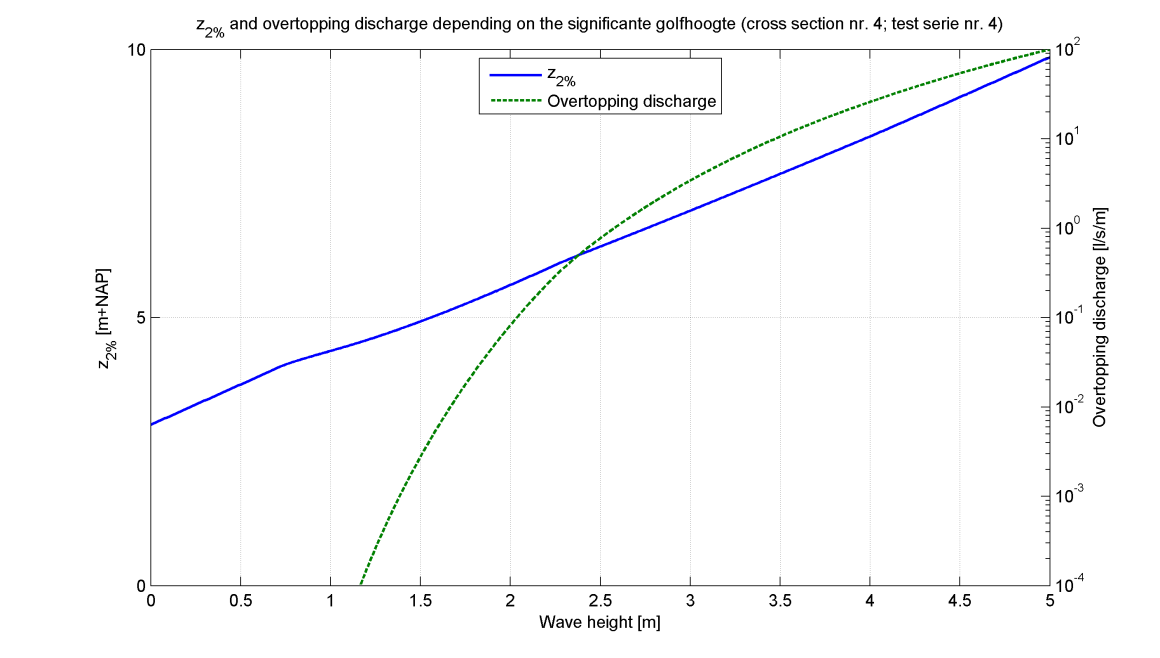 z2% and overtopping discharge depending on the significante golfhoogte (cross section nr. 4; test serie nr. 4)
z2%
Overtopping discharge
10
5
0
z2% [m+NAP]
10^2
10^1
10^0
10^-1
10^-2
10^-3
10^-4
Overtopping discharge [l/s/m]
0 0.5 1 1.5 2 2.5 3 3.5 4 4.5 5
Wave height [m]